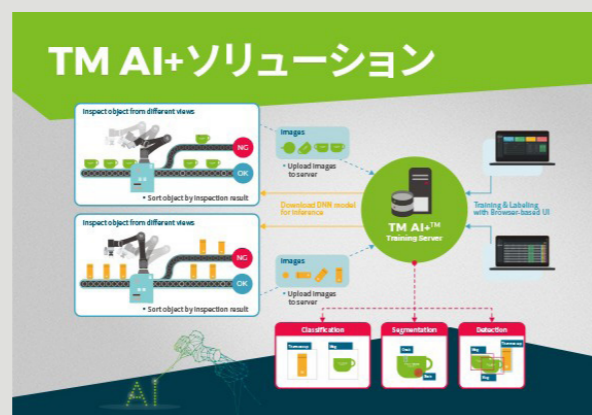 TM AI+ソリューション
Inspect object from different views
NG
OK
• Sort object by inspection result
Images
• Upload images
to server
Download DNN model
for inference
TM AI+™
Training Server
Training & Labeling
with Browser-based UI
Inspect object from different views
NG
OK
• Sort object by inspection result
Images
• Upload images
to server
Classification
Segmentation
Detection
AI